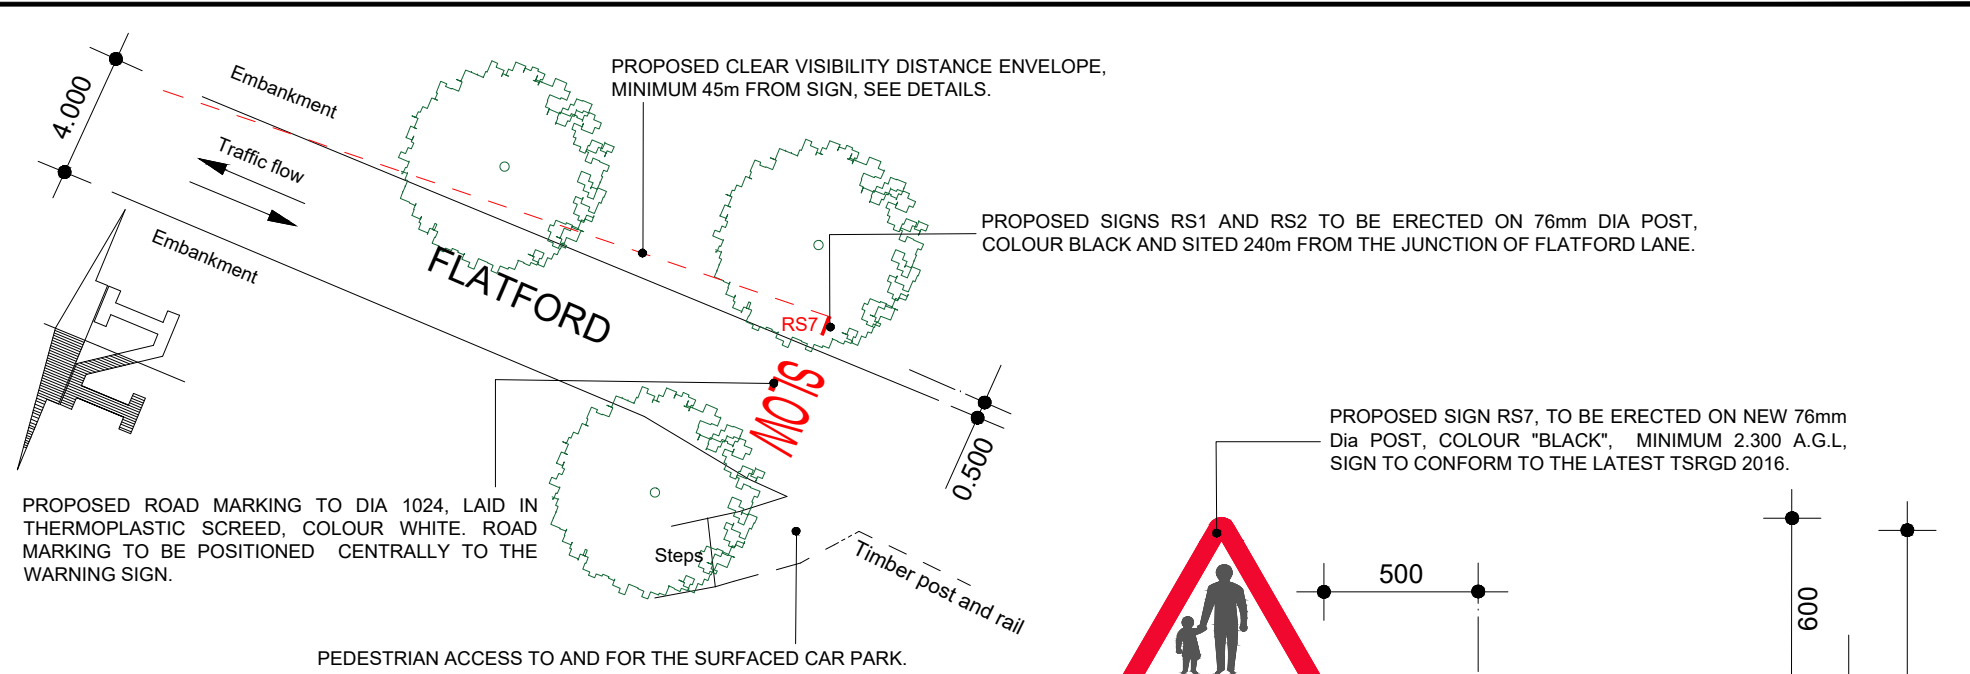 PROPOSED CLEAR VISIBILITY DISTANCE ENVELOPE,
MINIMUM 45m FROM SIGN, SEE DETAILS.
4.000
Embankment
Traffic flow
Embankment
FLATFORD
PROPOSED SIGNS RS1 AND RS2 TO BE ERECTED ON 76mm DIA POST,
COLOUR BLACK AND SITED 240m FROM THE JUNCTION OF FLATFORD LANE.
RS7
SLOW
0.500
PROPOSED ROAD MARKING TO DIA 1024, LAID IN
THERMOPLASTIC SCREED, COLOUR WHITE. ROAD
MARKING TO BE POSITIONED CENTRALLY TO THE
WARNING SIGN.
Steps
Timber post and rail
PEDESTRIAN ACCESS TO AND FOR THE SURFACED CAR PARK.
PROPOSED SIGN RS7, TO BE ERECTED ON NEW 76mm
Dia POST, COLOUR "BLACK", MINIMUM 2.300 A.G.L,
SIGN TO CONFORM TO THE LATEST TSRGD 2016.
500
600